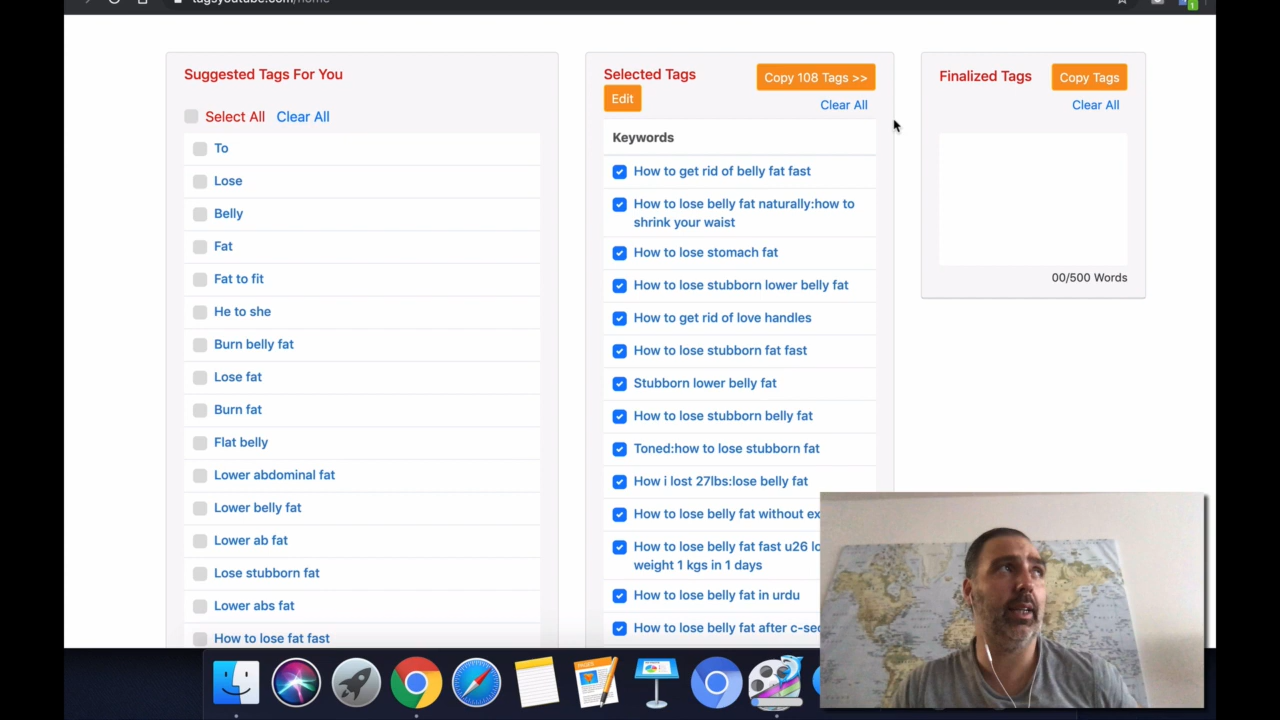 tagsyoutube.com/home
1
Suggested Tags For You
Select All Clear All
To
Lose
Belly
Fat
Fat to fit
He to she
Burn belly fat
Lose fat
Burn fat
Flat belly
Lower abdominal fat
Lower belly fat
Lower ab fat
Lose stubborn fat
Lower abs fat
How to lose fat fast
Selected Tags
Copy 108 Tags >>
Edit
Clear All
Keywords
How to get rid of belly fat fast
How to lose belly fat naturally:how to
shrink your waist
How to lose stomach fat
How to lose stubborn lower belly fat
How to get rid of love handles
How to lose stubborn fat fast
Stubborn lower belly fat
How to lose stubborn belly fat
Toned:how to lose stubborn fat
How i lost 27lbs:lose belly fat
How to lose belly fat without ex
How to lose belly fat fast u26 lo
weight 1 kgs in 1 days
How to lose belly fat in urdu
How to lose belly fat after c-sec
Finalized Tags
Copy Tags
Clear All
00/500 Words
PAGES